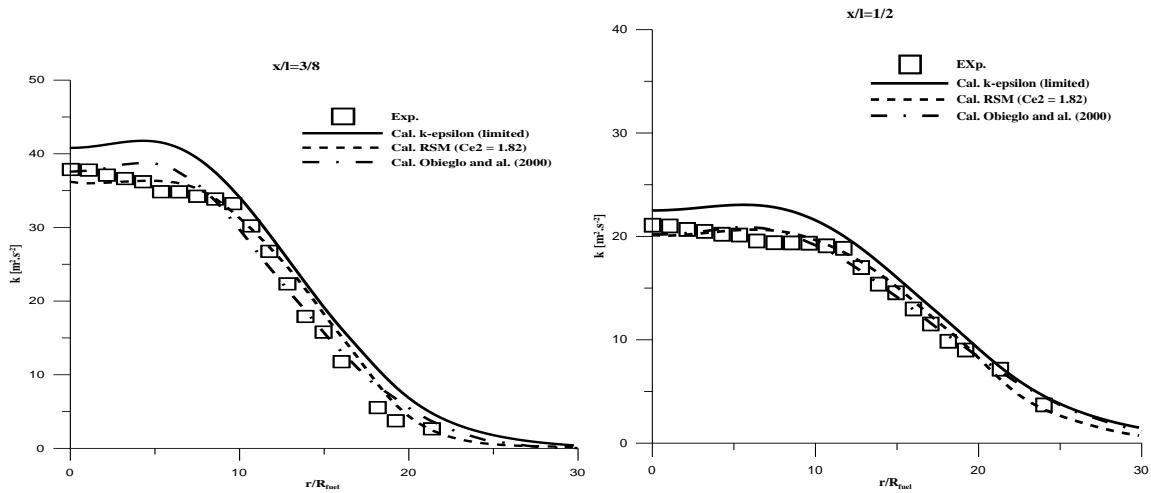 x/l=3/8
50
40
30
20
10
0
k [m².s⁻²]
Exp.
Cal. k-epsilon (limited)
Cal. RSM (Ce2 = 1.82)
Cal. Obieglo and al. (2000)
0 10 20 30
r/Rfuel
x/l=1/2
40
30
20
10
0
k [m².s⁻²]
EXp.
Cal. k-epsilon (limited)
Cal. RSM (Ce2 = 1.82)
Cal. Obieglo and al. (2000)
0 10 20 30
r/Rfuel